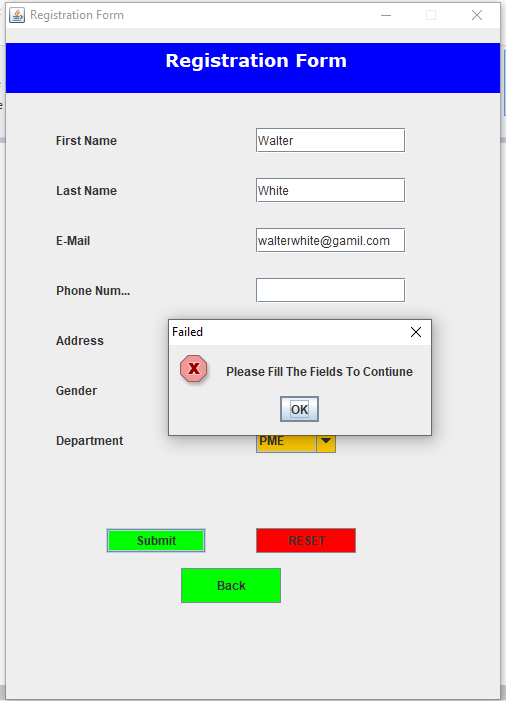 Registration Form
Registration Form
First Name Walter
Last Name White
E-Mail walterwhite@gamil.com
Phone Num...
Failed
Address
Please Fill The Fields To Contiune
Gender
OK
Department PME
Submit RESET
Back